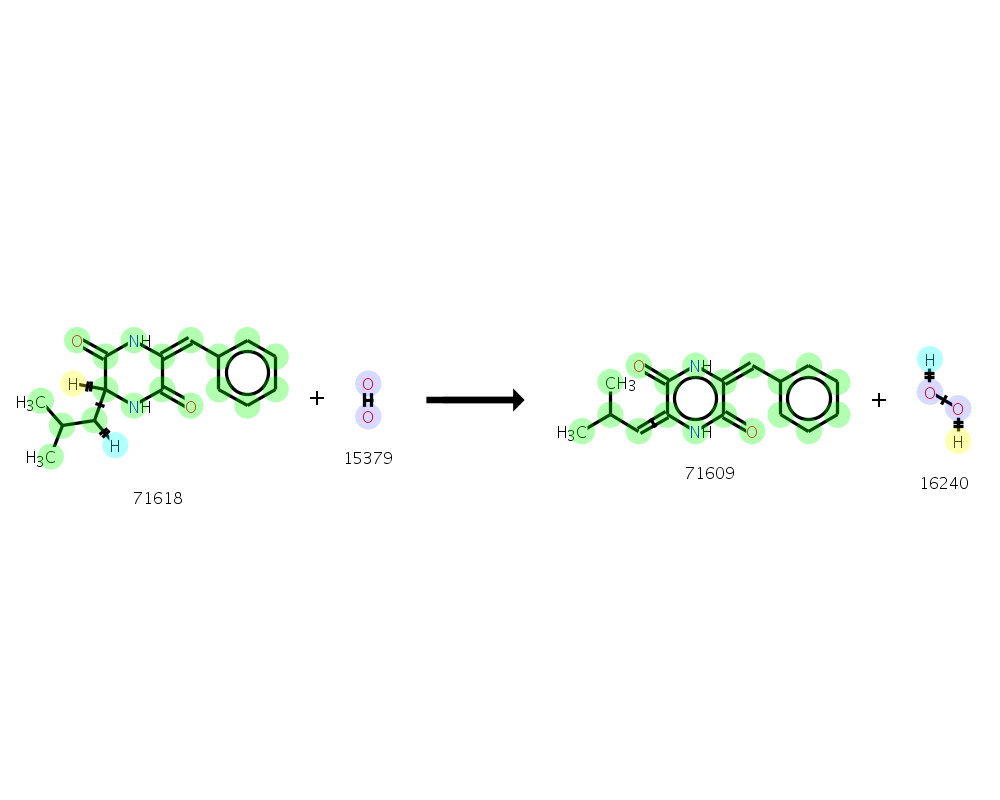 O NH
H
H3C NH O
H
H3C
71618
+
O
O
15379
O NH
CH3
H3C NH O
71609
+
H
O
O
H
16240